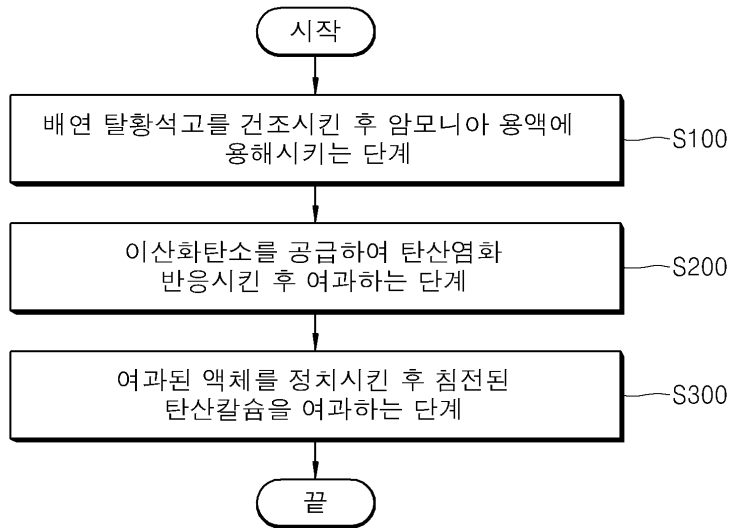 시작
배연 탈황석고를 건조시킨 후 암모니아 용액에
용해시키는 단계
S100
이산화탄소를 공급하여 탄산염화
반응시킨 후 여과하는 단계
S200
여과된 액체를 정치시킨 후 침전된
탄산칼슘을 여과하는 단계
S300
끝